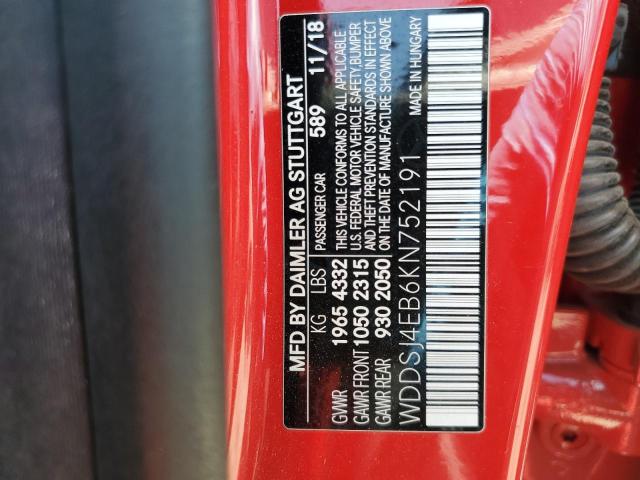 MFD BY DAIMLER AG STUTTGART
KG LBS PASSENGER CAR 589 11/18
GVWR 1965 4332 THIS VEHICLE CONFORMS TO ALL APPLICABLE
GAWR FRONT 1050 2315 U.S. FEDERAL MOTOR VEHICLE SAFETY, BUMPER
AND THEFT PREVENTION STANDARDS IN EFFECT
GAWR REAR 930 2050 ON THE DATE OF MANUFACTURE SHOWN ABOVE
WDDSJ4EB6KN752191 MADE IN HUNGARY